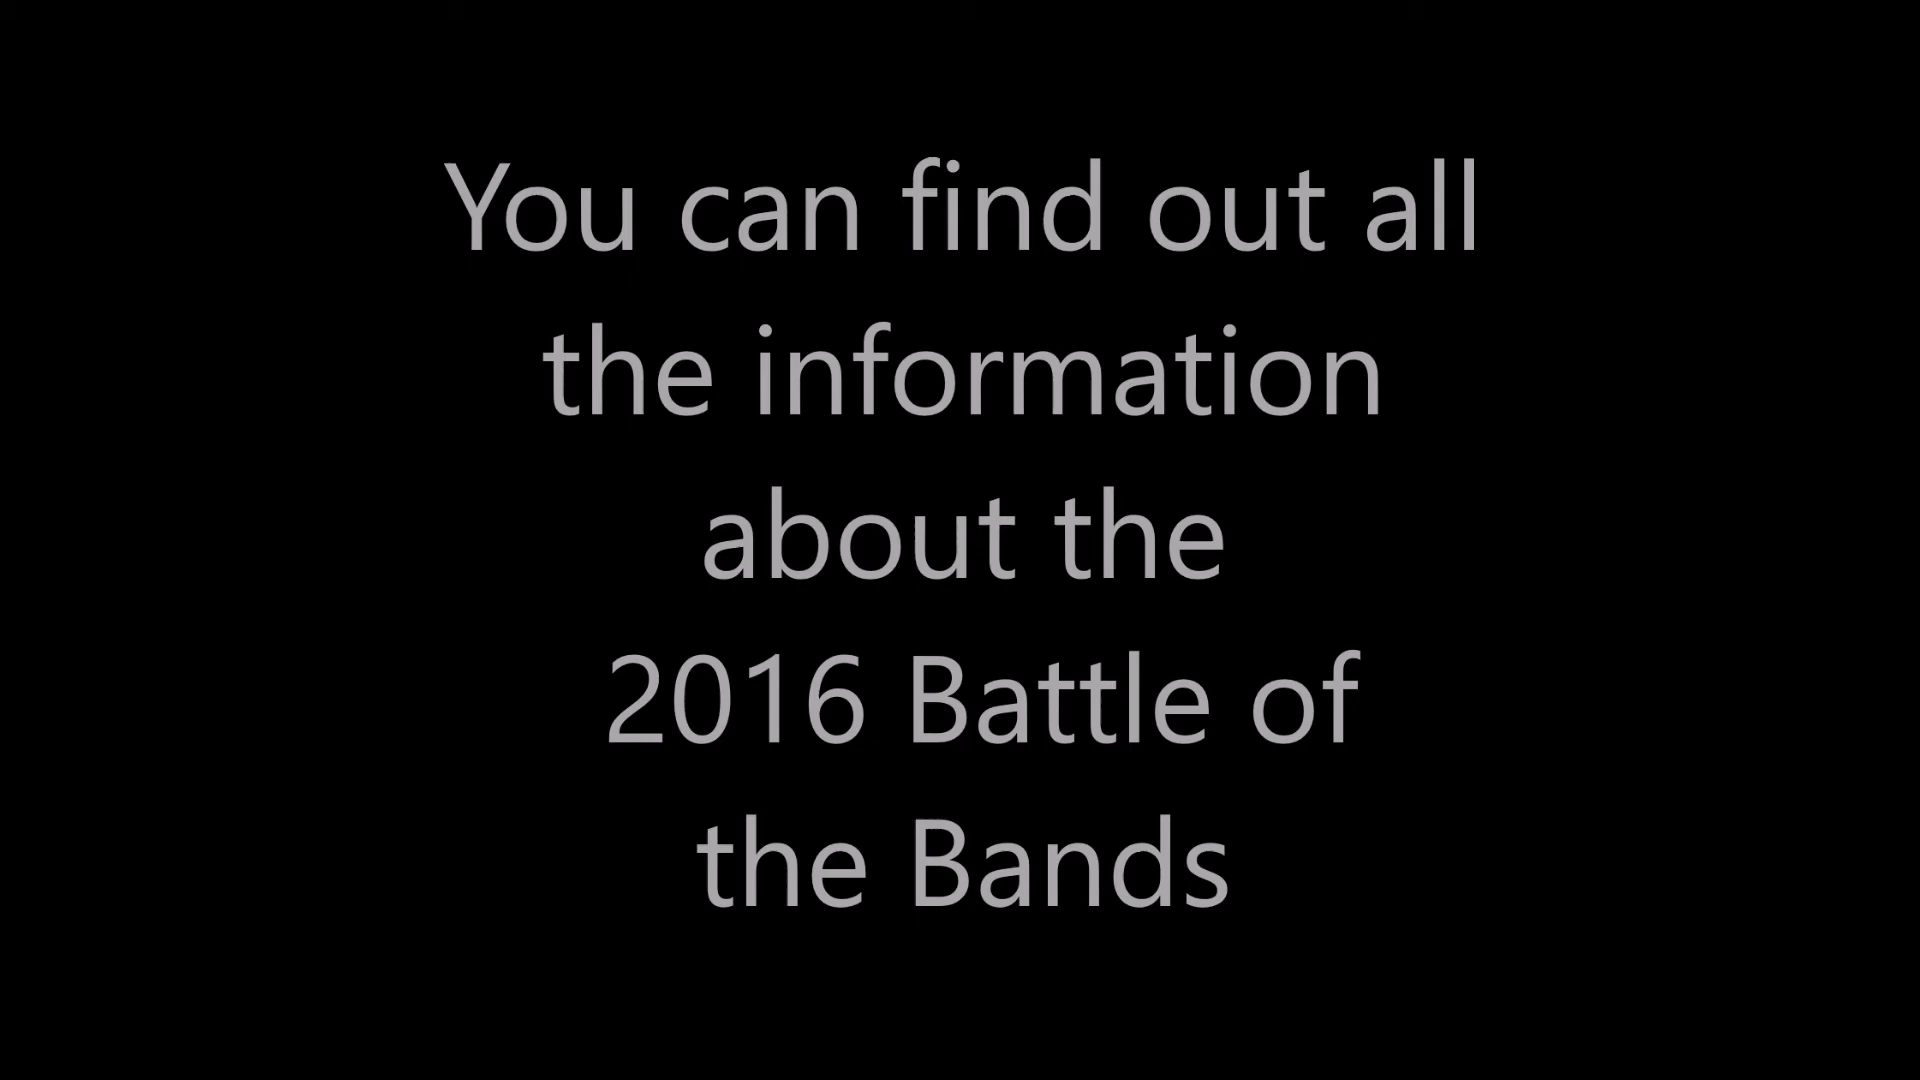 You can find out all
the information
about the
2016 Battle of
the Bands